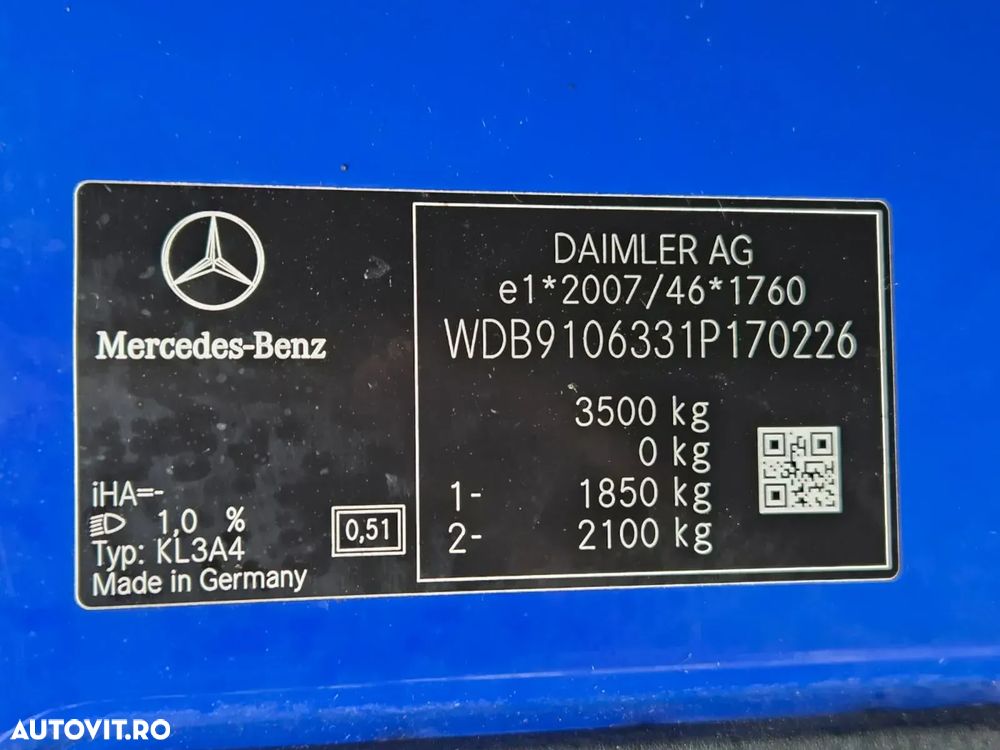 Mercedes-Benz
iHA=-
1,0 %
Typ: KL3A4
Made in Germany
0,51
DAIMLER AG
e1*2007/46*1760
WDB9106331P170226
3500 kg
0 kg
1- 1850 kg
2- 2100 kg
AUTOVIT.RO